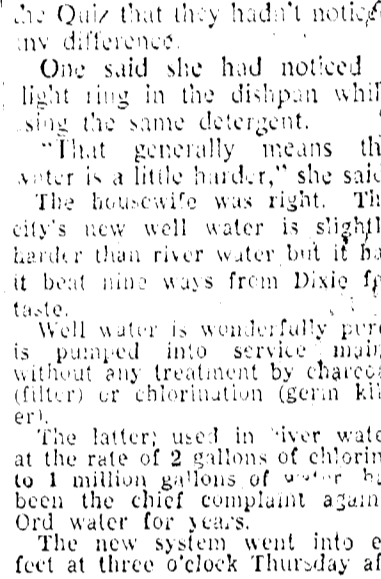 the Quiz that they hadn't notic
any difference.
One said she had noticed
light ring in the dishpan whil
sing the same detergent.
"That generally means th
water is a little harder," she said
The housewife was right. Th
city's new well water is slightl
harder than river water but it ha
it beat nine ways from Dixie f
taste.
Well water is wonderfully pure
is pumped into service main
without any treatment by charcoa
(filter) or chlorination (germ kil
er).
The latter, used in river wate
at the rate of 2 gallons of chlorin
to 1 million gallons of water ha
been the chief complaint again
Ord water for years.
The new system went into e
fect at three o'clock Thursday af